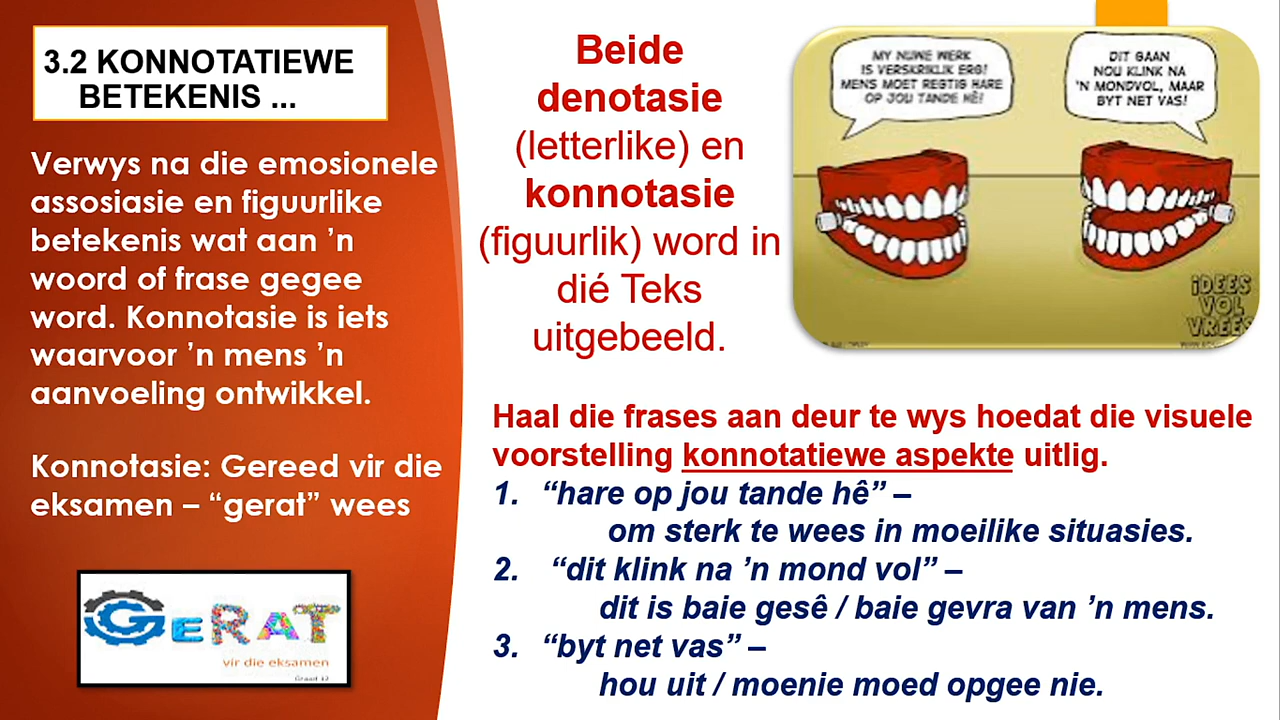 3.2 KONNOTATIEWE
BETEKENIS ...
Verwys na die emosionele
assosiasie en figuurlike
betekenis wat aan ’n
woord of frase gegee
word. Konnotasie is iets
waarvoor ’n mens ’n
aanvoeling ontwikkel.
Konnotasie: Gereed vir die
eksamen – “gerat” wees
GeRAT
vir die eksamen
Graad 12
Beide
denotasie
(letterlike) en
konnotasie
(figuurlik) word in
dié Teks
uitgebeeld.
MY NUWE WERK
IS VERSKRIKLIK ERG!
MENS MOET REGTIG HARE
OP JOU TANDE HÊ!
DIT GAAN
NOU KLINK NA
’N MONDVOL, MAAR
BYT NET VAS!
IDEES
VOL
VREES
Haal die frases aan deur te wys hoedat die visuele
voorstelling konnotatiewe aspekte uitlig.
1. “hare op jou tande hê” –
om sterk te wees in moeilike situasies.
2. “dit klink na ’n mond vol” –
dit is baie gesê / baie gevra van ’n mens.
3. “byt net vas” –
hou uit / moenie moed opgee nie.